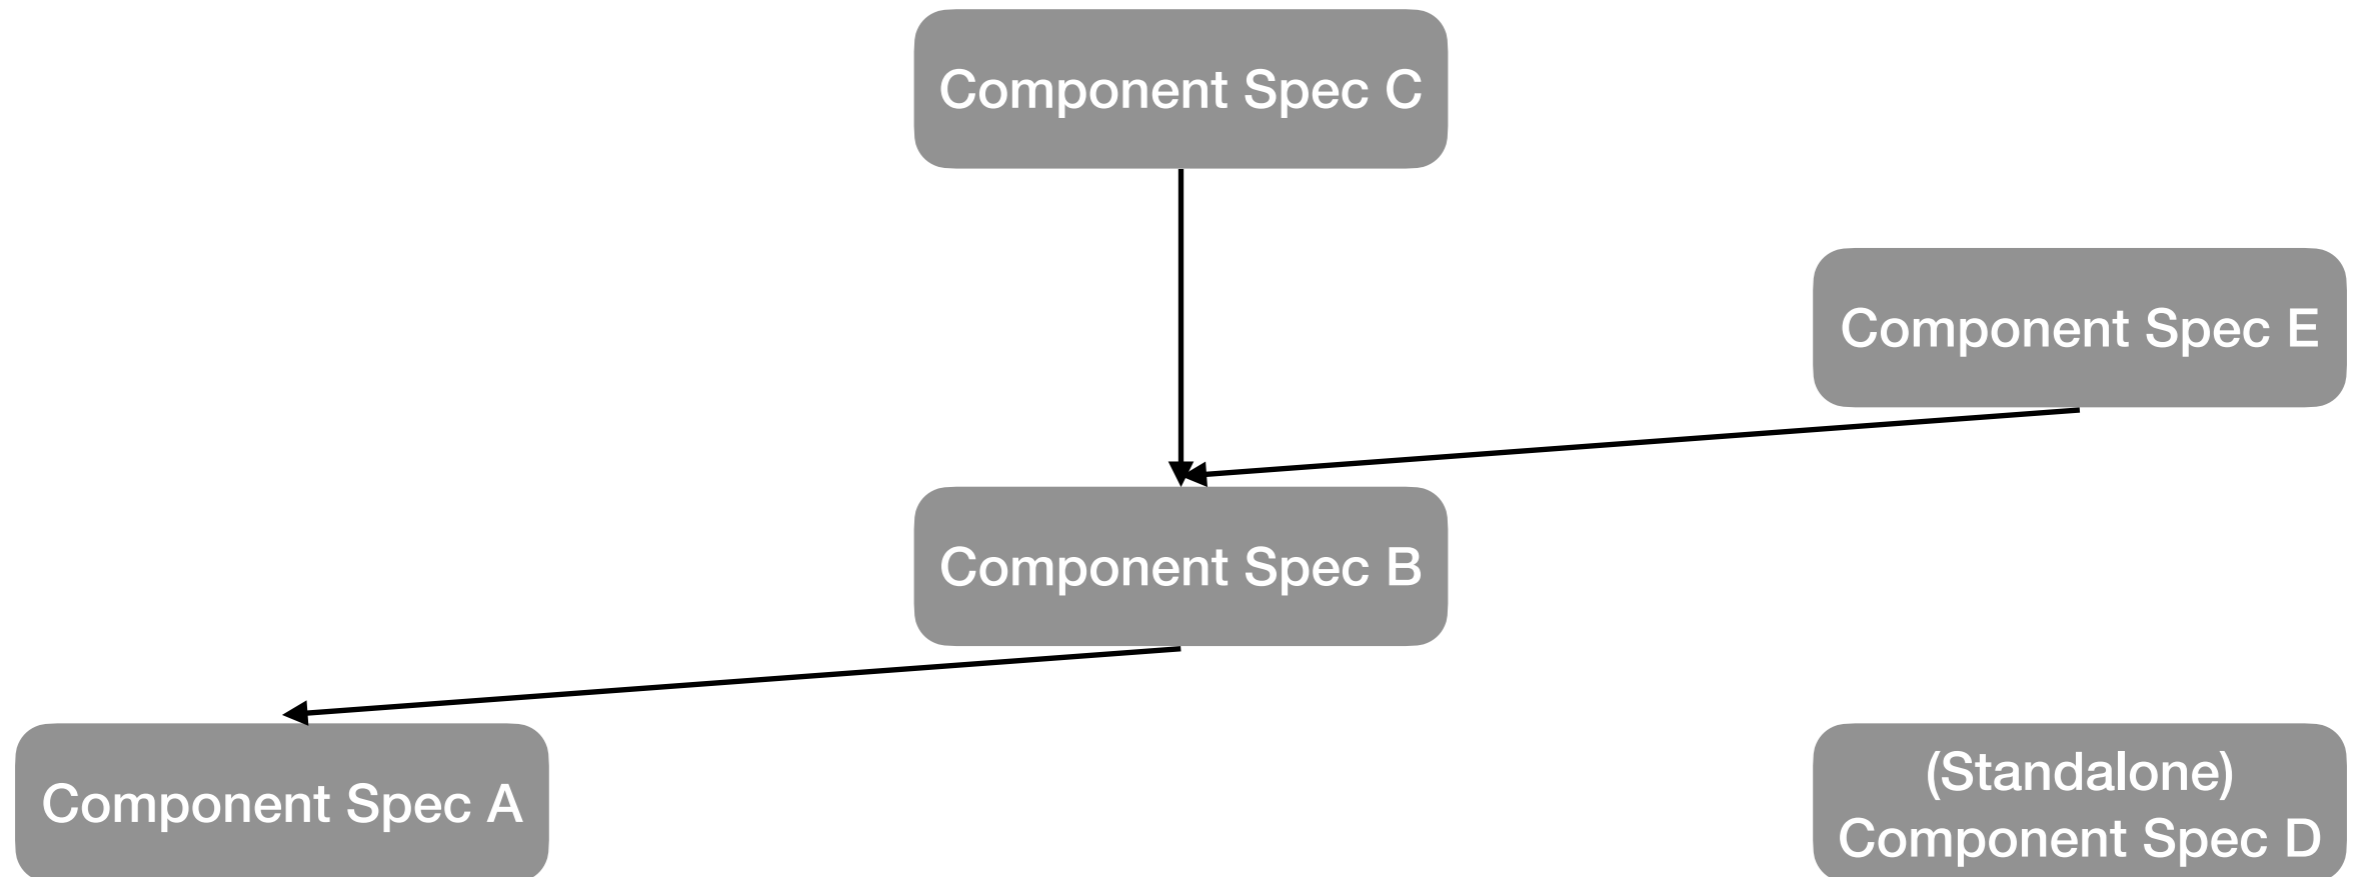 Component Spec C
Component Spec E
Component Spec B
Component Spec A
(Standalone)
Component Spec D